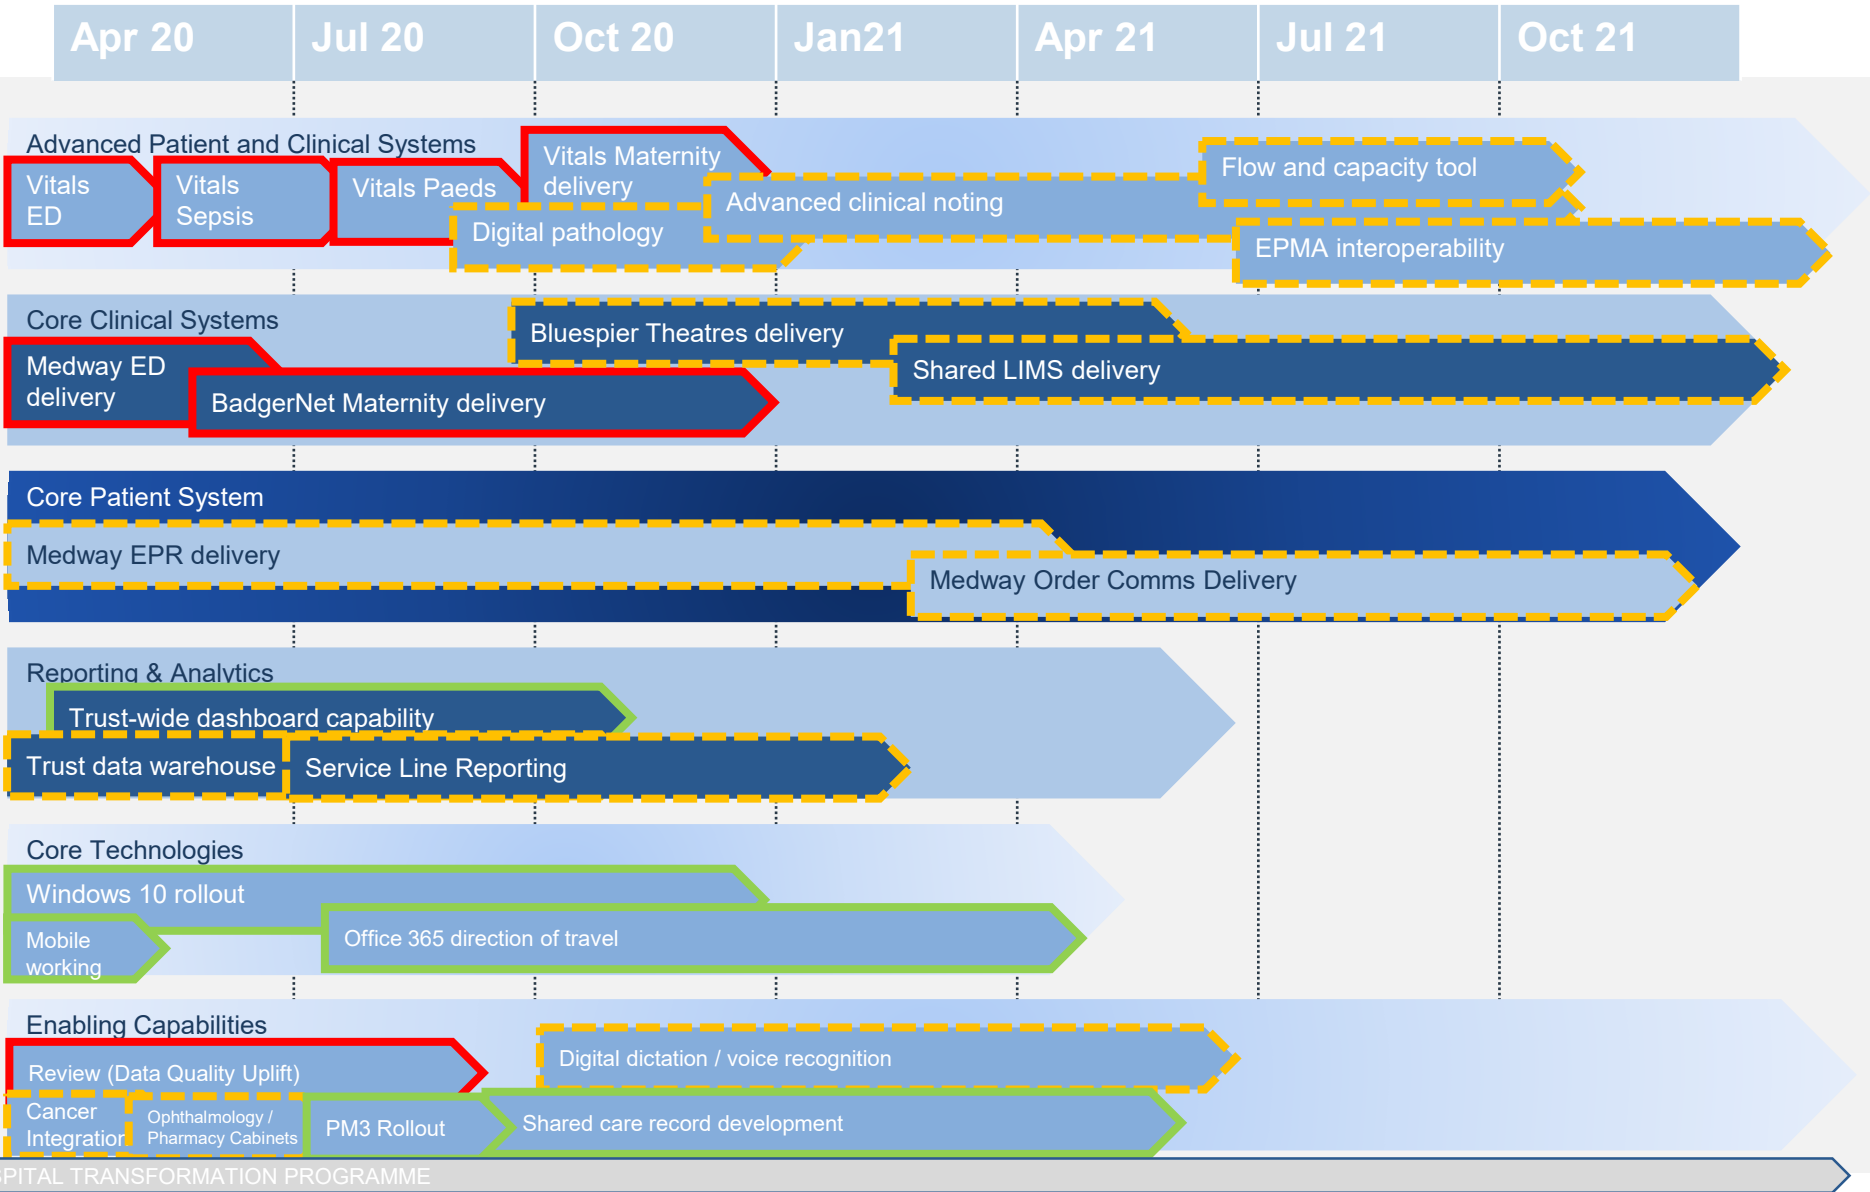 Apr 20
Jul 20
Oct 20
Jan21
Apr 21
Jul 21
Oct 21
Advanced Patient and Clinical Systems
Vitals
ED
Vitals
Sepsis
Vitals Paeds
Vitals Maternity
delivery
Digital pathology
Advanced clinical noting
Flow and capacity tool
EPMA interoperability
Core Clinical Systems
Medway ED
delivery
BadgerNet Maternity delivery
Bluespier Theatres delivery
Shared LIMS delivery
Core Patient System
Medway EPR delivery
Medway Order Comms Delivery
Reporting & Analytics
Trust-wide dashboard capability
Trust data warehouse
Service Line Reporting
Core Technologies
Windows 10 rollout
Mobile
working
Office 365 direction of travel
Enabling Capabilities
Review (Data Quality Uplift)
Digital dictation / voice recognition
Cancer
Integration
Ophthalmology /
Pharmacy Cabinets
PM3 Rollout
Shared care record development
SPITAL TRANSFORMATION PROGRAMME